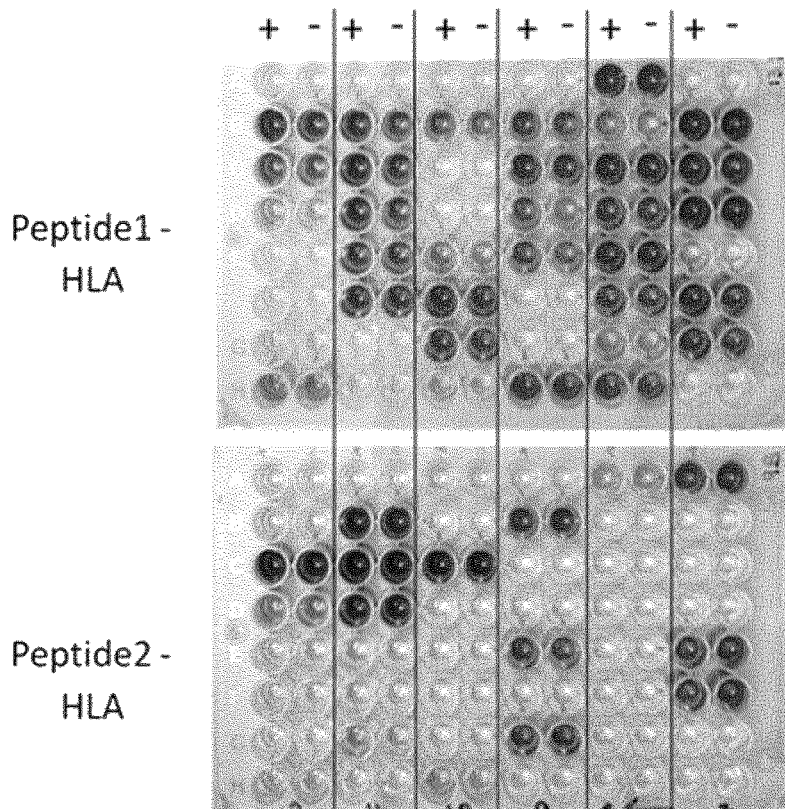 + - + - + - + - + - + -
Peptide1 -
HLA
Peptide2 -
HLA